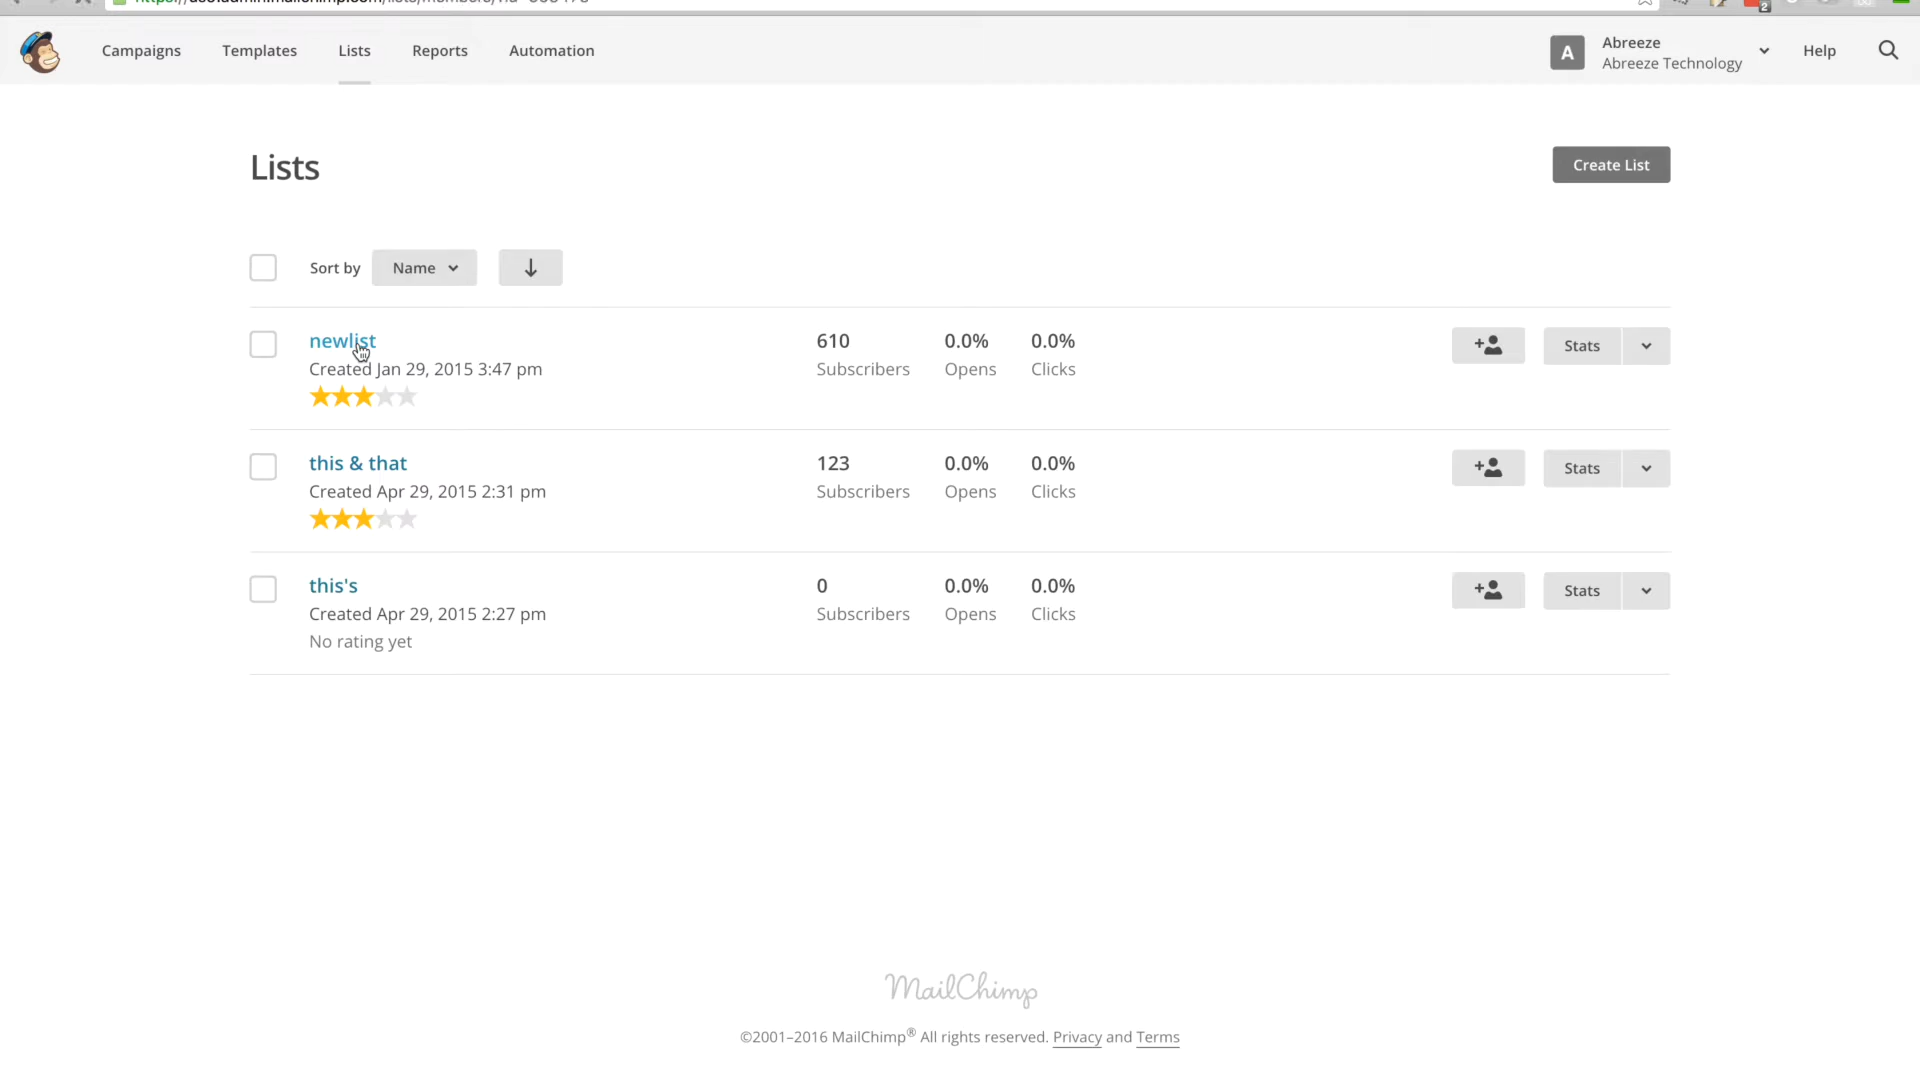 Campaigns Templates Lists Reports Automation
A Abreeze Help
Abreeze Technology
2
Lists
Create List
Sort by Name
newlist 610 0.0% 0.0% Stats
Created Jan 29, 2015 3:47 pm Subscribers Opens Clicks
this & that 123 0.0% 0.0% Stats
Created Apr 29, 2015 2:31 pm Subscribers Opens Clicks
this's 0 0.0% 0.0% Stats
Created Apr 29, 2015 2:27 pm Subscribers Opens Clicks
No rating yet
MailChimp
©2001–2016 MailChimp® All rights reserved. Privacy and Terms